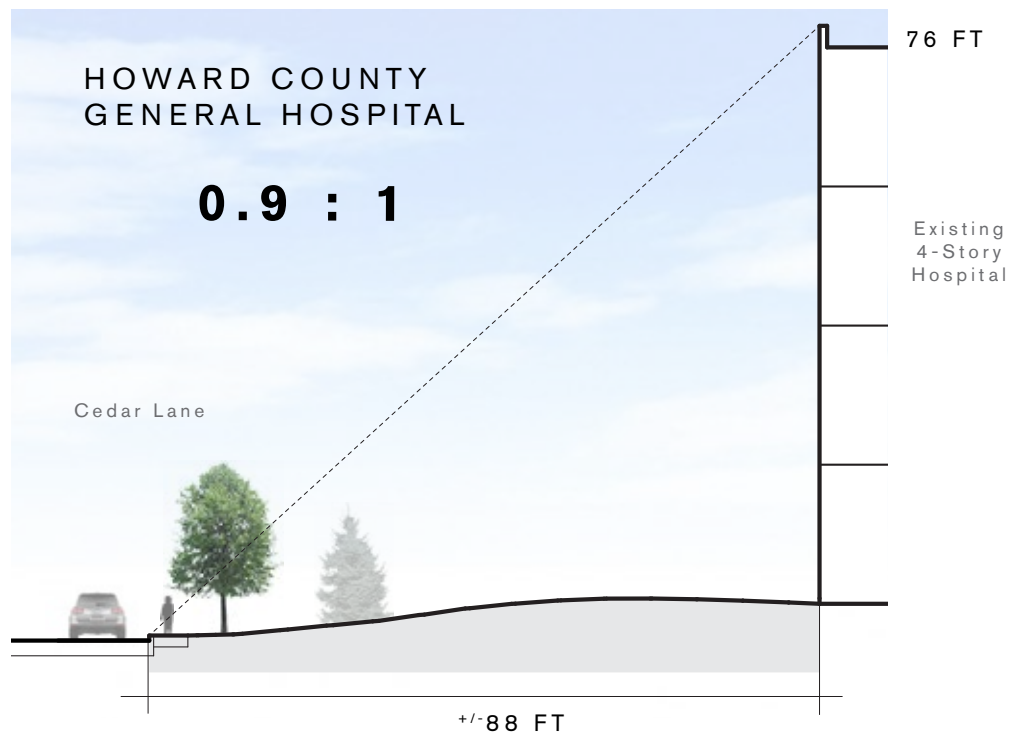 76 FT
HOWARD COUNTY
GENERAL HOSPITAL
0.9 : 1
Existing
4-Story
Hospital
Cedar Lane
+/-88 FT